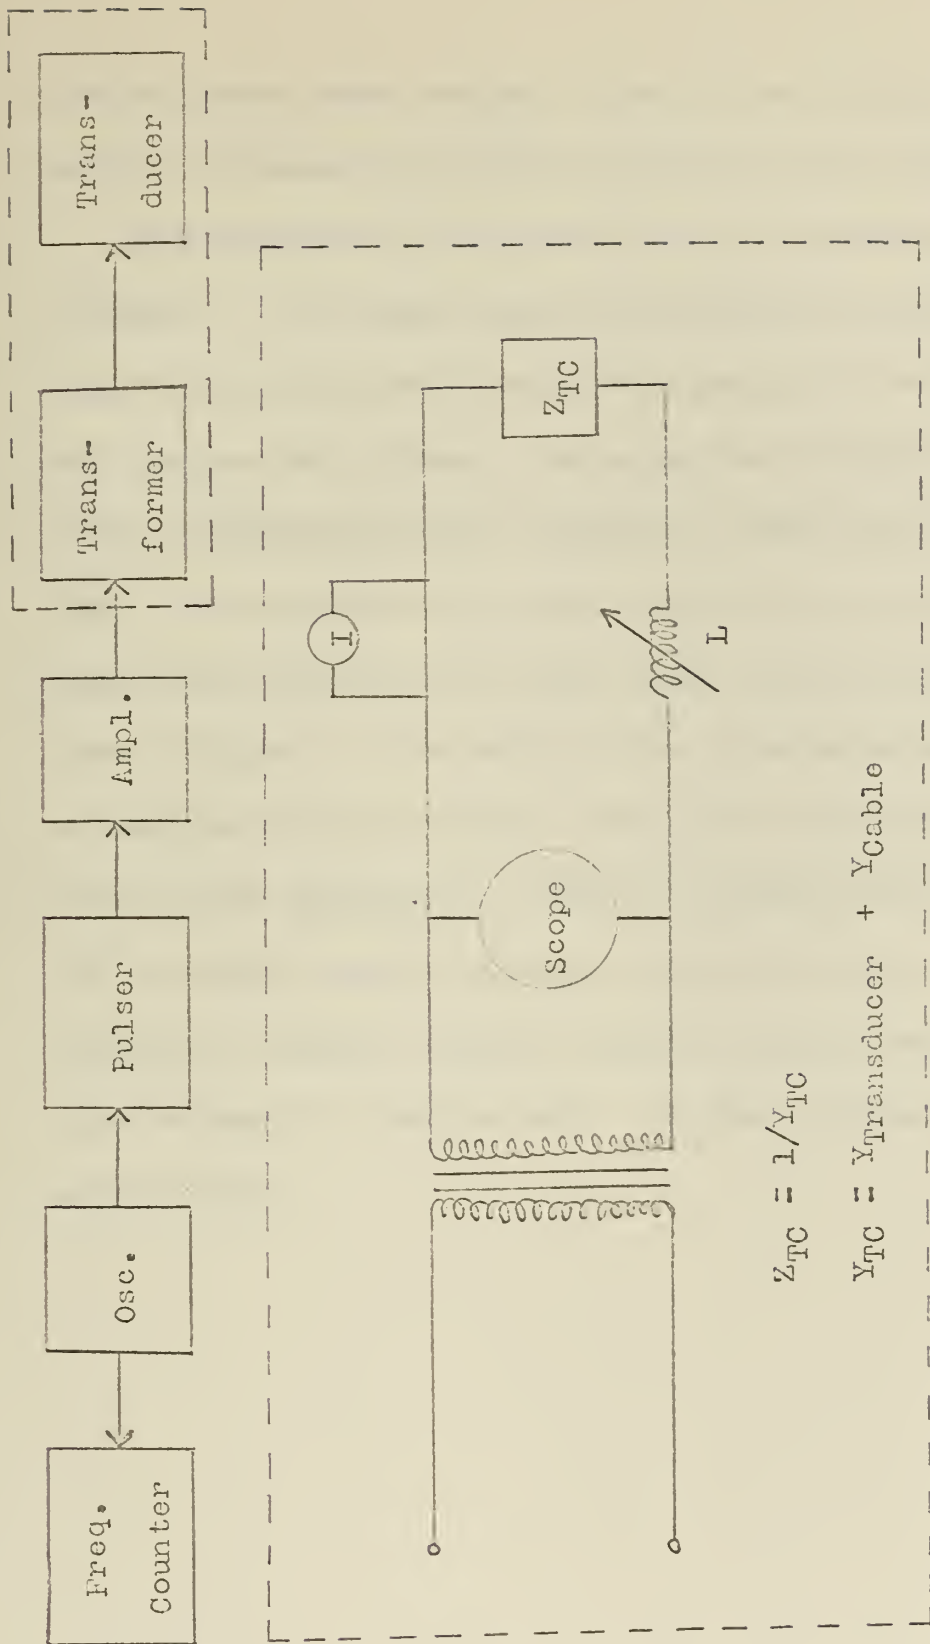 Freq.
Counter
Osc.
Pulser
Ampl.
Trans-
former
Trans-
ducer
I
Scope
Z_TC
L
Z_TC = 1/Y_TC
Y_TC = Y_Transducer + Y_Cable